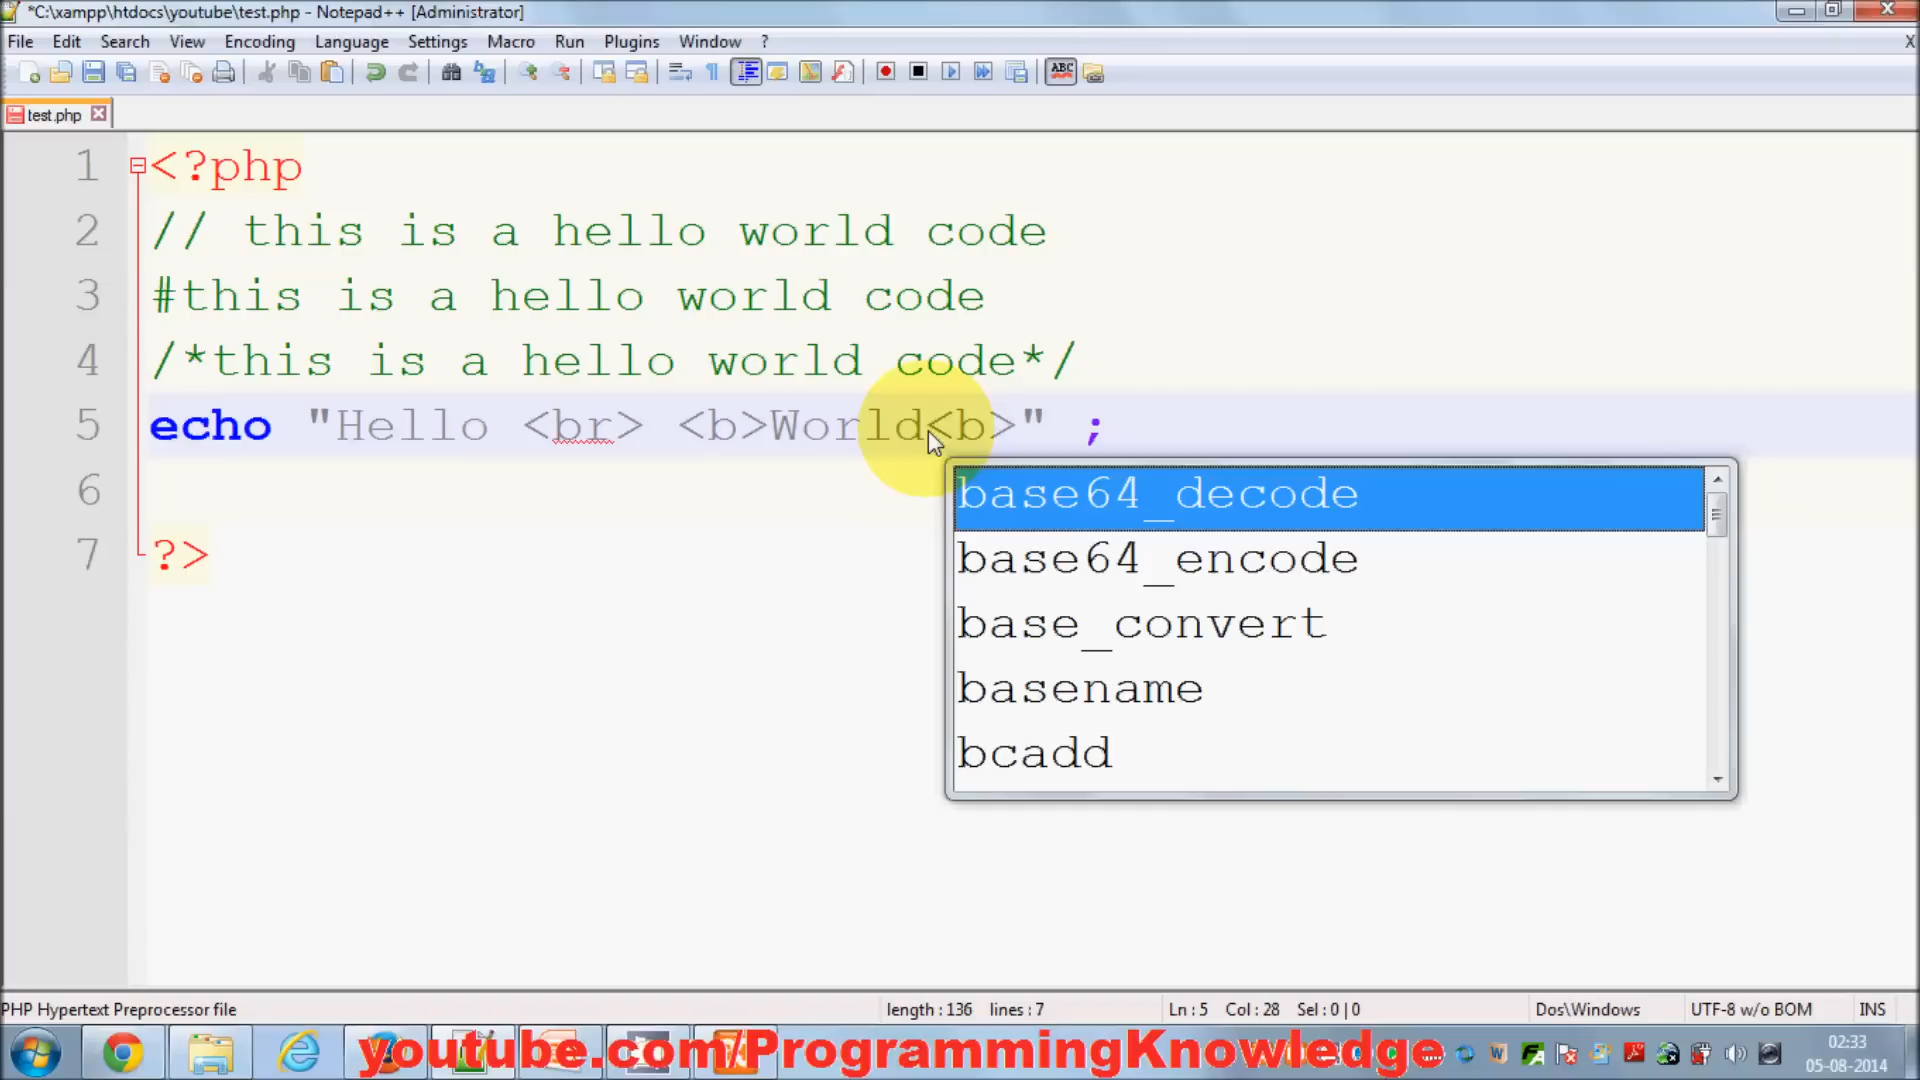 *C:\xampp\htdocs\youtube\test.php - Notepad++ [Administrator]
File Edit Search View Encoding Language Settings Macro Run Plugins Window ? X
ABC
test.php
1 <?php
2 // this is a hello world code
3 #this is a hello world code
4 /*this is a hello world code*/
5 echo "Hello <br> <b>World<b>" ;
6
7 ?>
base64_decode
base64_encode
base_convert
basename
bcadd
PHP Hypertext Preprocessor file length : 136 lines : 7 Ln : 5 Col : 28 Sel : 0 | 0 Dos\Windows UTF-8 w/o BOM INS
youtube.com/ProgrammingKnowledge
02:33
05-08-2014